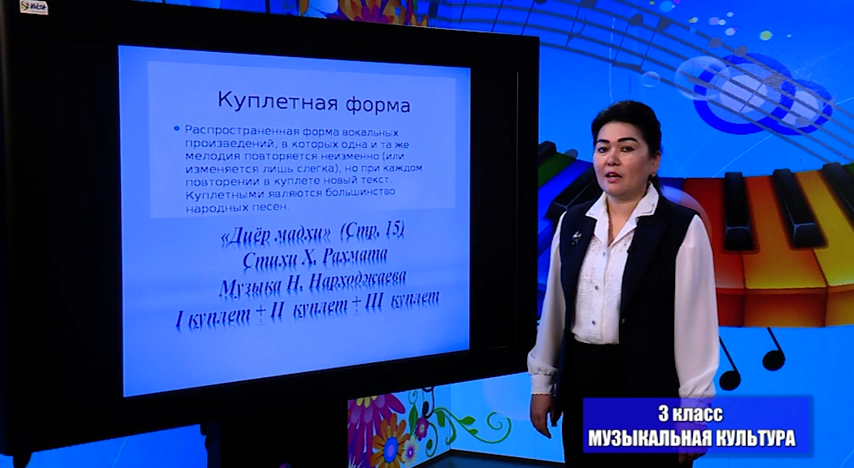 Куплетная форма
Распространенная форма вокальных
произведений, в которых одна и та же
мелодия повторяется неизменно (или
изменяется лишь слегка), но при каждом
повторении в куплете новый текст.
Куплетными являются большинство
народных песен.
«Диёр мадхи» (Стр. 15)
Стихи Х. Рахмата
Музыка Н. Нарходжаева
I куплет + II куплет + III куплет
3 класс
МУЗЫКАЛЬНАЯ КУЛЬТУРА